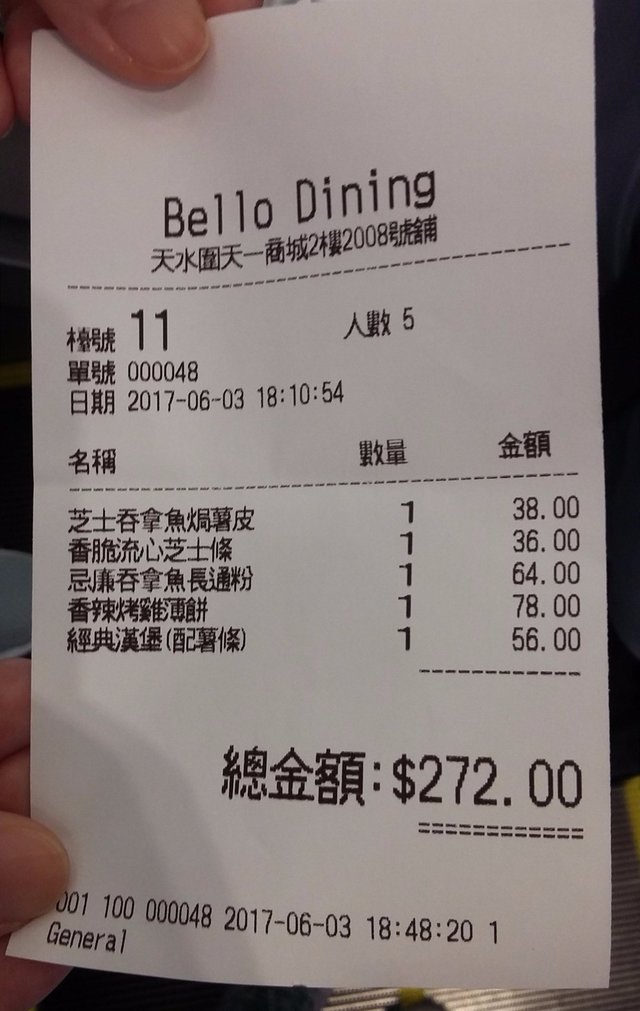 Bello Dining
天水圍天一商城2樓2008號舖
檯號 11 人數 5
單號 000048
日期 2017-06-03 18:10:54
名稱 數量 金額
芝士吞拿魚焗薯皮 1 38.00
香脆流心芝士條 1 36.00
忌廉吞拿魚長通粉 1 64.00
香辣烤雞薄餅 1 78.00
經典漢堡(配薯條) 1 56.00
總金額:$272.00
001 100 000048 2017-06-03 18:48:20 1
General